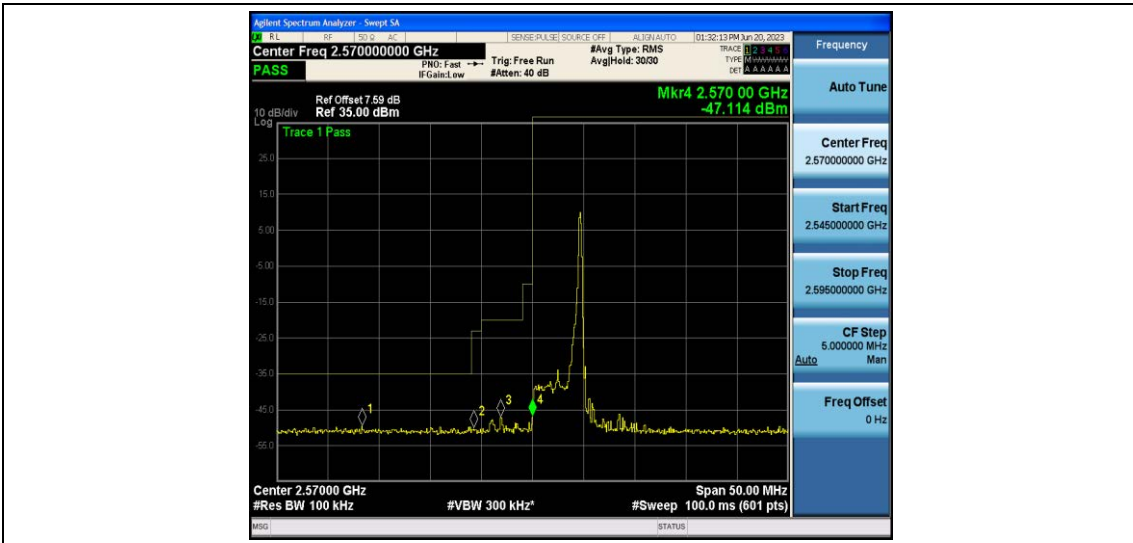 Agilent Spectrum Analyzer - Swept SA
RL RF 50 Ω AC SENSE:PULSE SOURCE OFF ALIGNAUTO 01:32:13 PM Jun 20, 2023
Center Freq 2.570000000 GHz #Avg Type: RMS TRACE 1 2 3 4 5 6
PASS PNO: Fast Trig: Free Run Avg|Hold: 30/30 TYPE M
IFGain:Low #Atten: 40 dB DET A A A A A A
Mkr4 2.570 00 GHz
-47.114 dBm
Ref Offset 7.59 dB
10 dB/div Ref 35.00 dBm
Log
Trace 1 Pass
25.0
15.0
5.00
-5.00
-15.0
-25.0
-35.0
-45.0
-55.0
1
2
3
4
Center 2.57000 GHz Span 50.00 MHz
#Res BW 100 kHz #VBW 300 kHz* #Sweep 100.0 ms (601 pts)
MSG STATUS
Frequency
Auto Tune
Center Freq
2.570000000 GHz
Start Freq
2.545000000 GHz
Stop Freq
2.595000000 GHz
CF Step
5.000000 MHz
Auto Man
Freq Offset
0 Hz